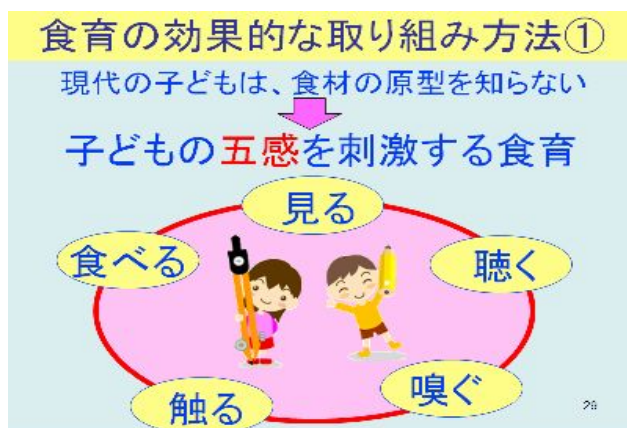 食育の効果的な取り組み方法①
現代の子どもは、食材の原型を知らない
子どもの五感を刺激する食育
見る
食べる
聴く
触る
嗅ぐ
29